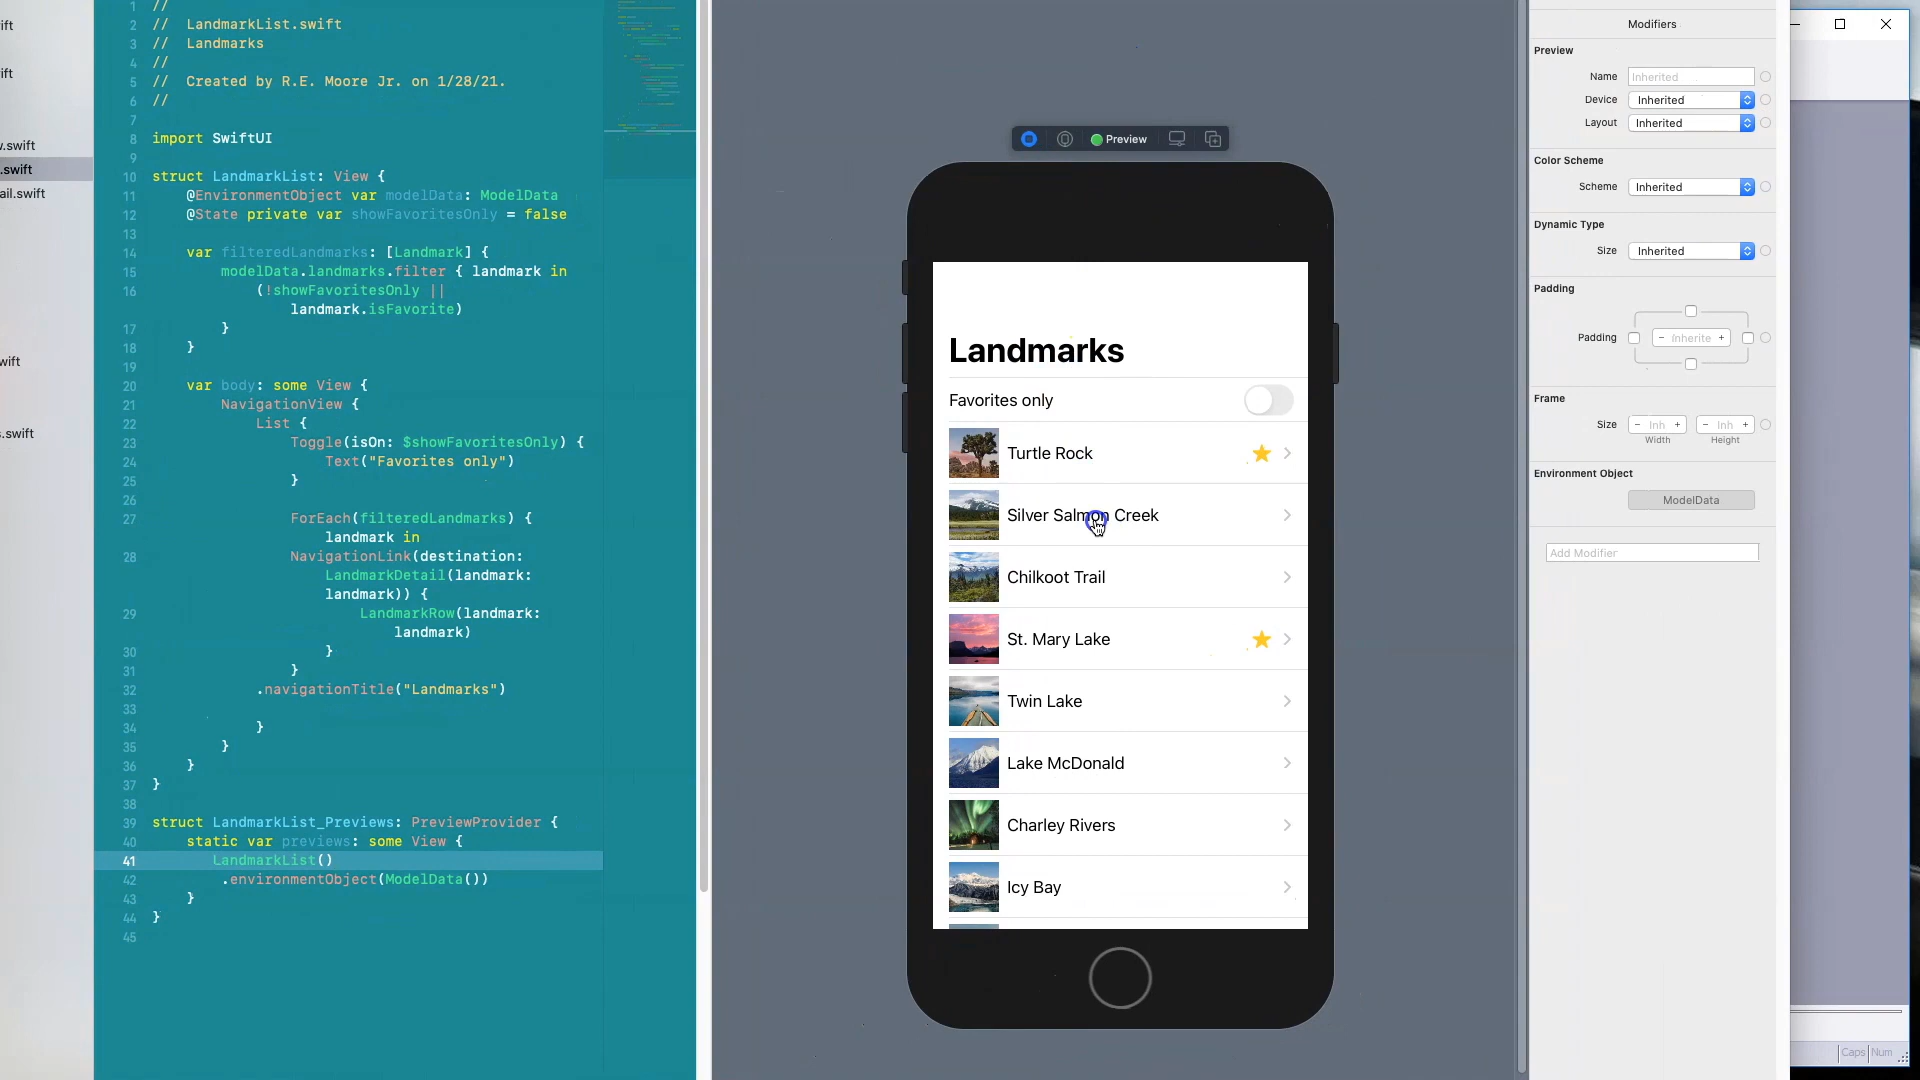 ift
ift
w.swift
.swift
ail.swift
wift
s.swift
1 //
2 // LandmarkList.swift
3 // Landmarks
4 //
5 // Created by R.E. Moore Jr. on 1/28/21.
6 //
7
8 import SwiftUI
9
10 struct LandmarkList: View {
11 @EnvironmentObject var modelData: ModelData
12 @State private var showFavoritesOnly = false
13
14 var filteredLandmarks: [Landmark] {
15 modelData.landmarks.filter { landmark in
16 (!showFavoritesOnly ||
landmark.isFavorite)
17 }
18 }
19
20 var body: some View {
21 NavigationView {
22 List {
23 Toggle(isOn: $showFavoritesOnly) {
24 Text("Favorites only")
25 }
26
27 ForEach(filteredLandmarks) {
landmark in
28 NavigationLink(destination:
LandmarkDetail(landmark:
landmark)) {
29 LandmarkRow(landmark:
landmark)
30 }
31 }
32 .navigationTitle("Landmarks")
33
34 }
35 }
36 }
37 }
38
39 struct LandmarkList_Previews: PreviewProvider {
40 static var previews: some View {
41 LandmarkList()
42 .environmentObject(ModelData())
43 }
44 }
45
Preview
Landmarks
Favorites only
Turtle Rock
Silver Salmon Creek
Chilkoot Trail
St. Mary Lake
Twin Lake
Lake McDonald
Charley Rivers
Icy Bay
Modifiers
Preview
Name Inherited
Device Inherited
Layout Inherited
Color Scheme
Scheme Inherited
Dynamic Type
Size Inherited
Padding
Padding - Inherite +
Frame
Size - Inh + - Inh +
Width Height
Environment Object
ModelData
Add Modifier
Caps Num